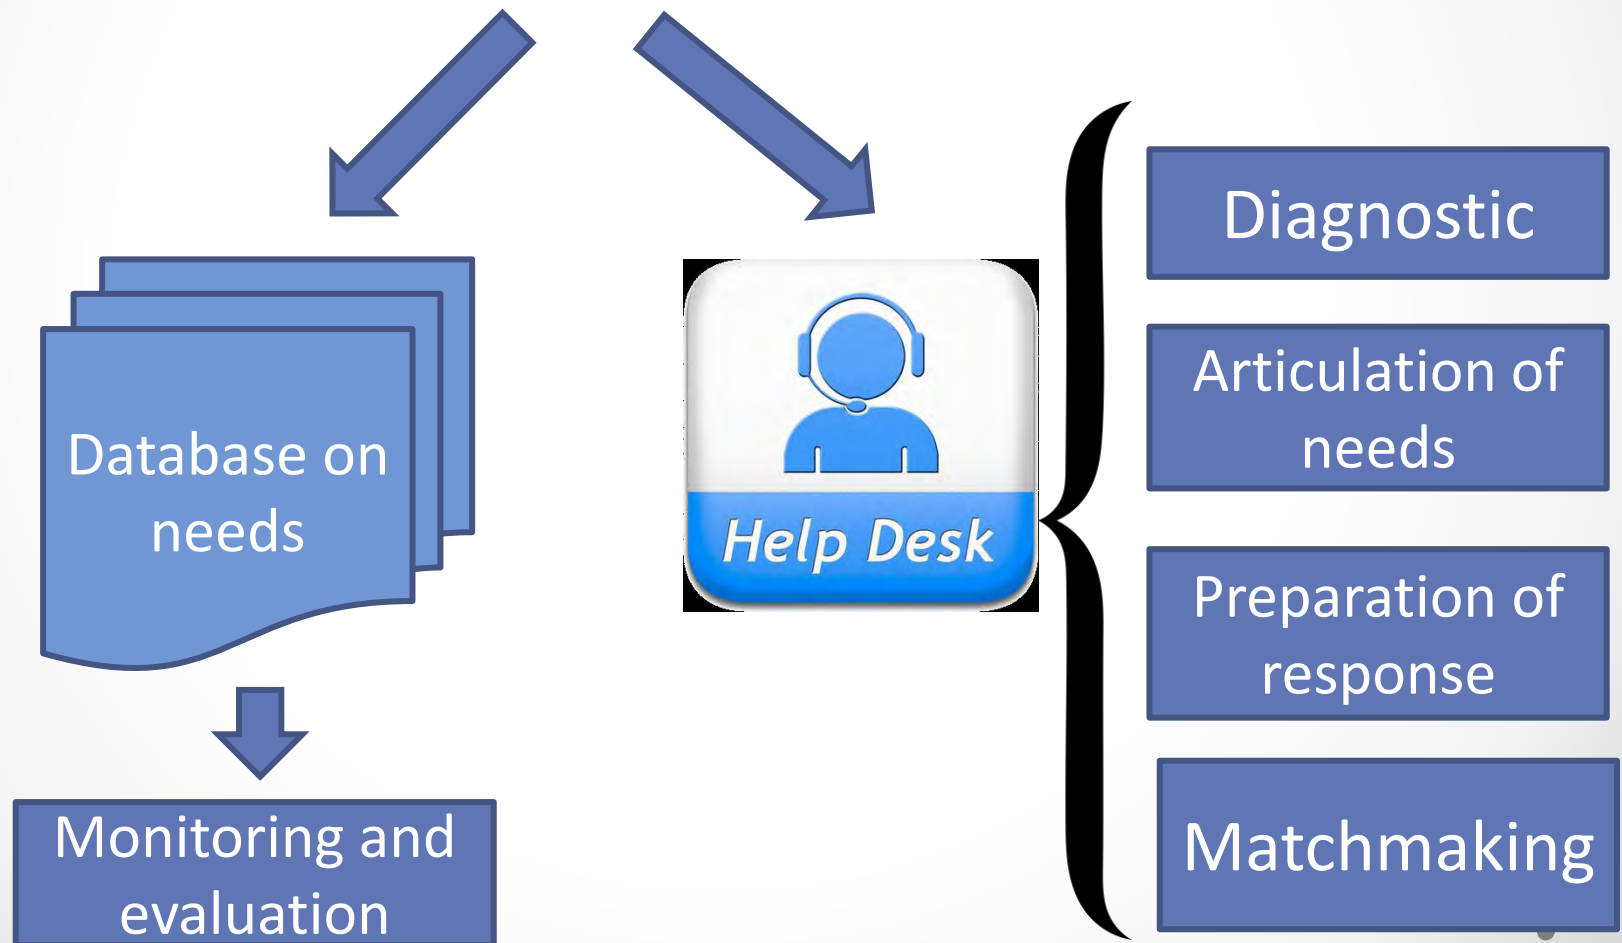 Database on
needs
Monitoring and
evaluation
Help Desk
Diagnostic
Articulation of
needs
Preparation of
response
Matchmaking